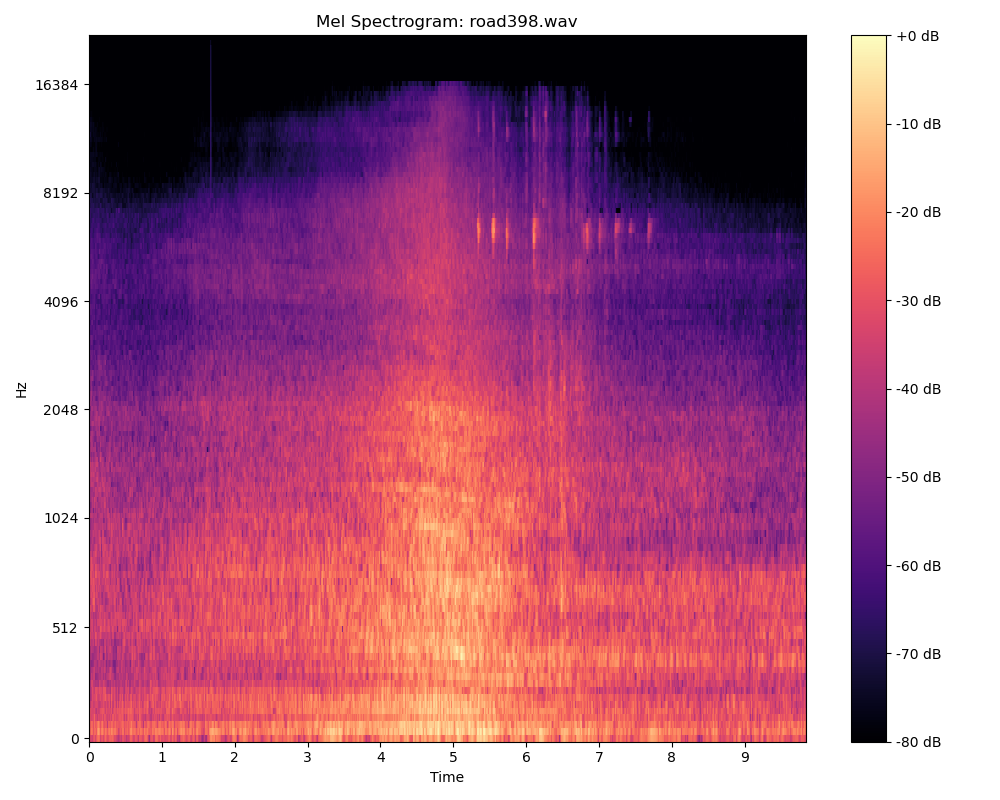 Mel Spectrogram: road398.wav
Hz
16384
8192
4096
2048
1024
512
0
0 1 2 3 4 5 6 7 8 9
Time
+0 dB
-10 dB
-20 dB
-30 dB
-40 dB
-50 dB
-60 dB
-70 dB
-80 dB